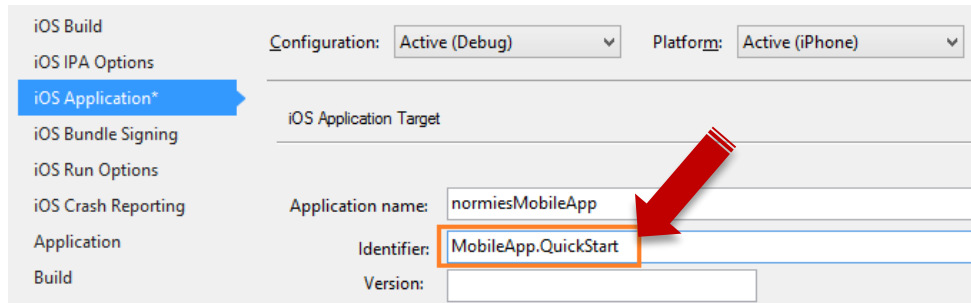 iOS Build
iOS IPA Options
iOS Application*
iOS Bundle Signing
iOS Run Options
iOS Crash Reporting
Application
Build
Configuration: Active (Debug) Platform: Active (iPhone)
iOS Application Target
Application name: normiesMobileApp
Identifier: MobileApp.QuickStart
Version: